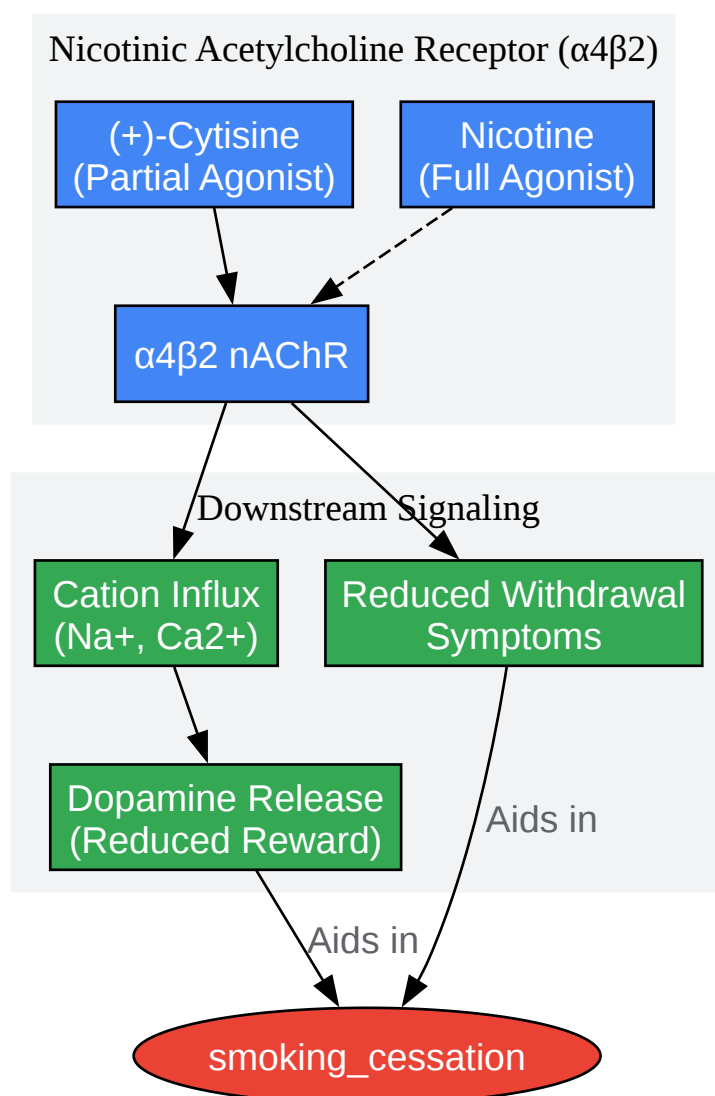 Nicotinic Acetylcholine Receptor (α4β2)
(+)-Cytisine
(Partial Agonist)
Nicotine
(Full Agonist)
α4β2 nAChR
Downstream Signaling
Cation Influx
(Na+, Ca2+)
Reduced Withdrawal
Symptoms
Dopamine Release
(Reduced Reward)
Aids in
Aids in
smoking_cessation